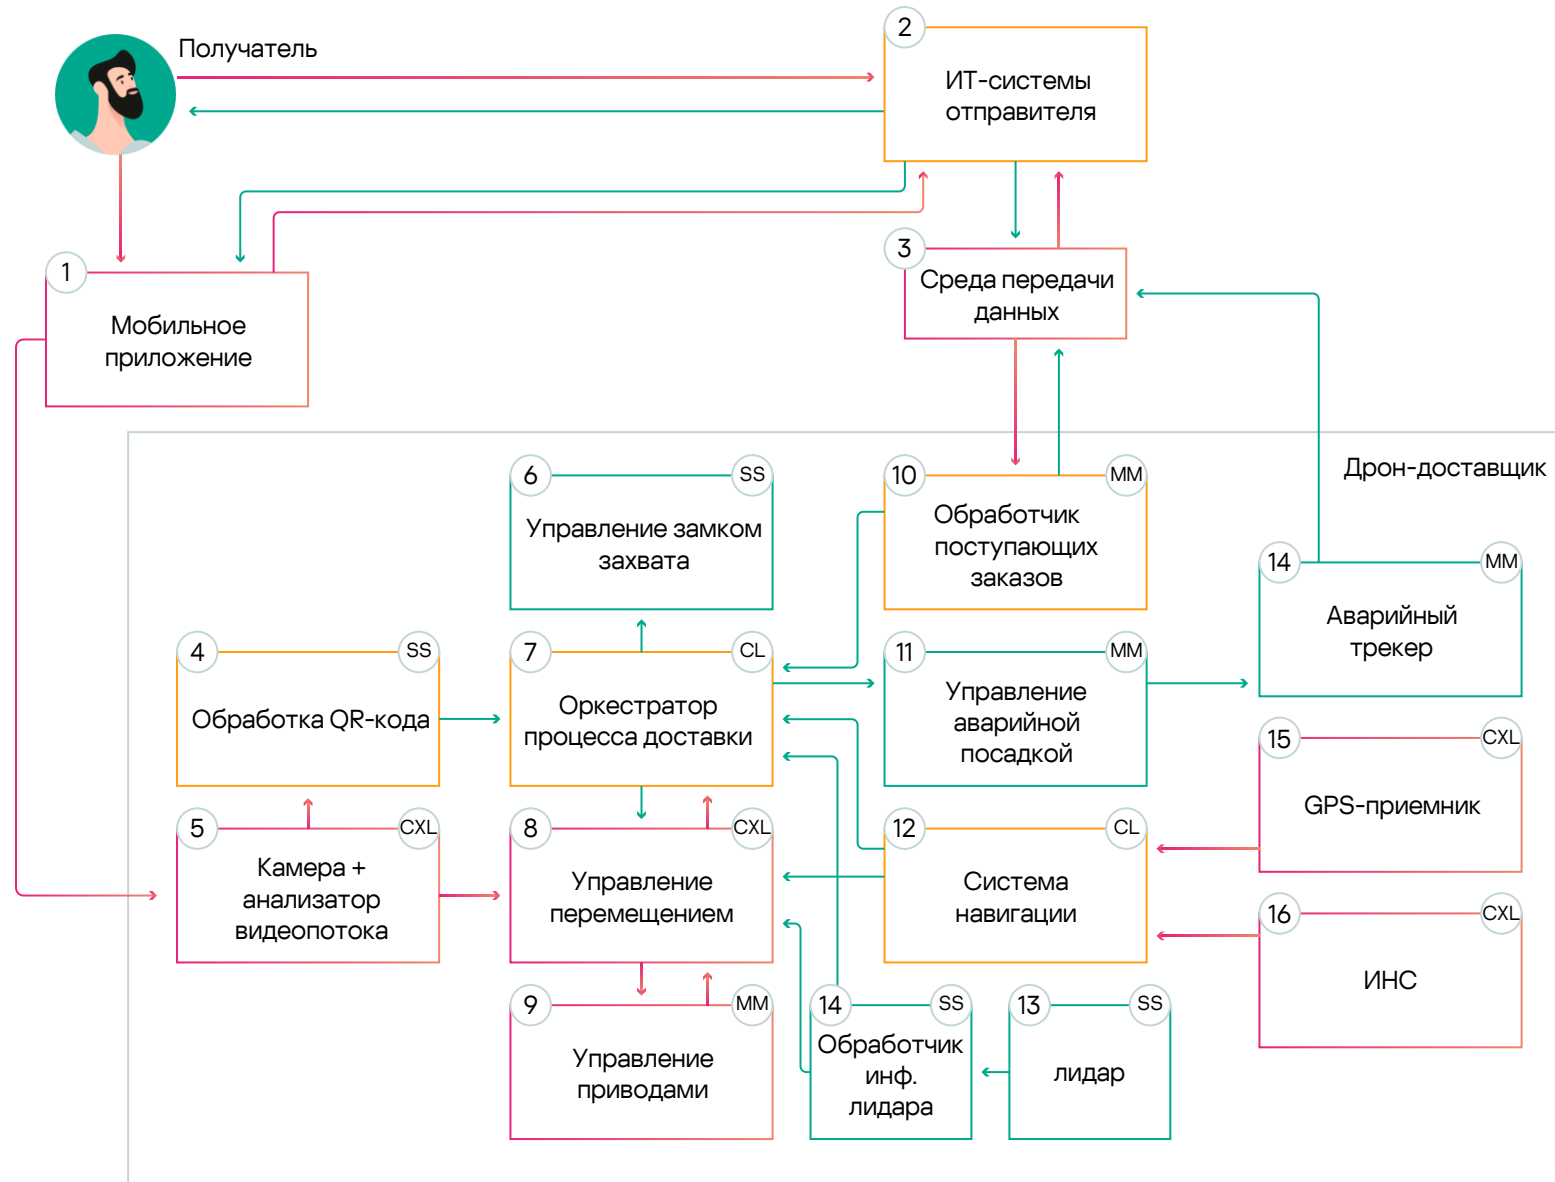 Получатель
2
ИТ-системы
отправителя
1
Мобильное
приложение
3
Среда передачи
данных
Дрон-доставщик
6
SS
Управление замком
захвата
10
MM
Обработчик
поступающих
заказов
14
MM
Аварийный
трекер
4
SS
Обработка QR-кода
7
CL
Оркестратор
процесса доставки
11
MM
Управление
аварийной
посадкой
15
CXL
GPS-приемник
5
CXL
Камера +
анализатор
видеопотока
8
CXL
Управление
перемещением
12
CL
Система
навигации
16
CXL
ИНС
9
MM
Управление
приводами
14
SS
Обработчик
инф.
лидара
13
SS
лидар